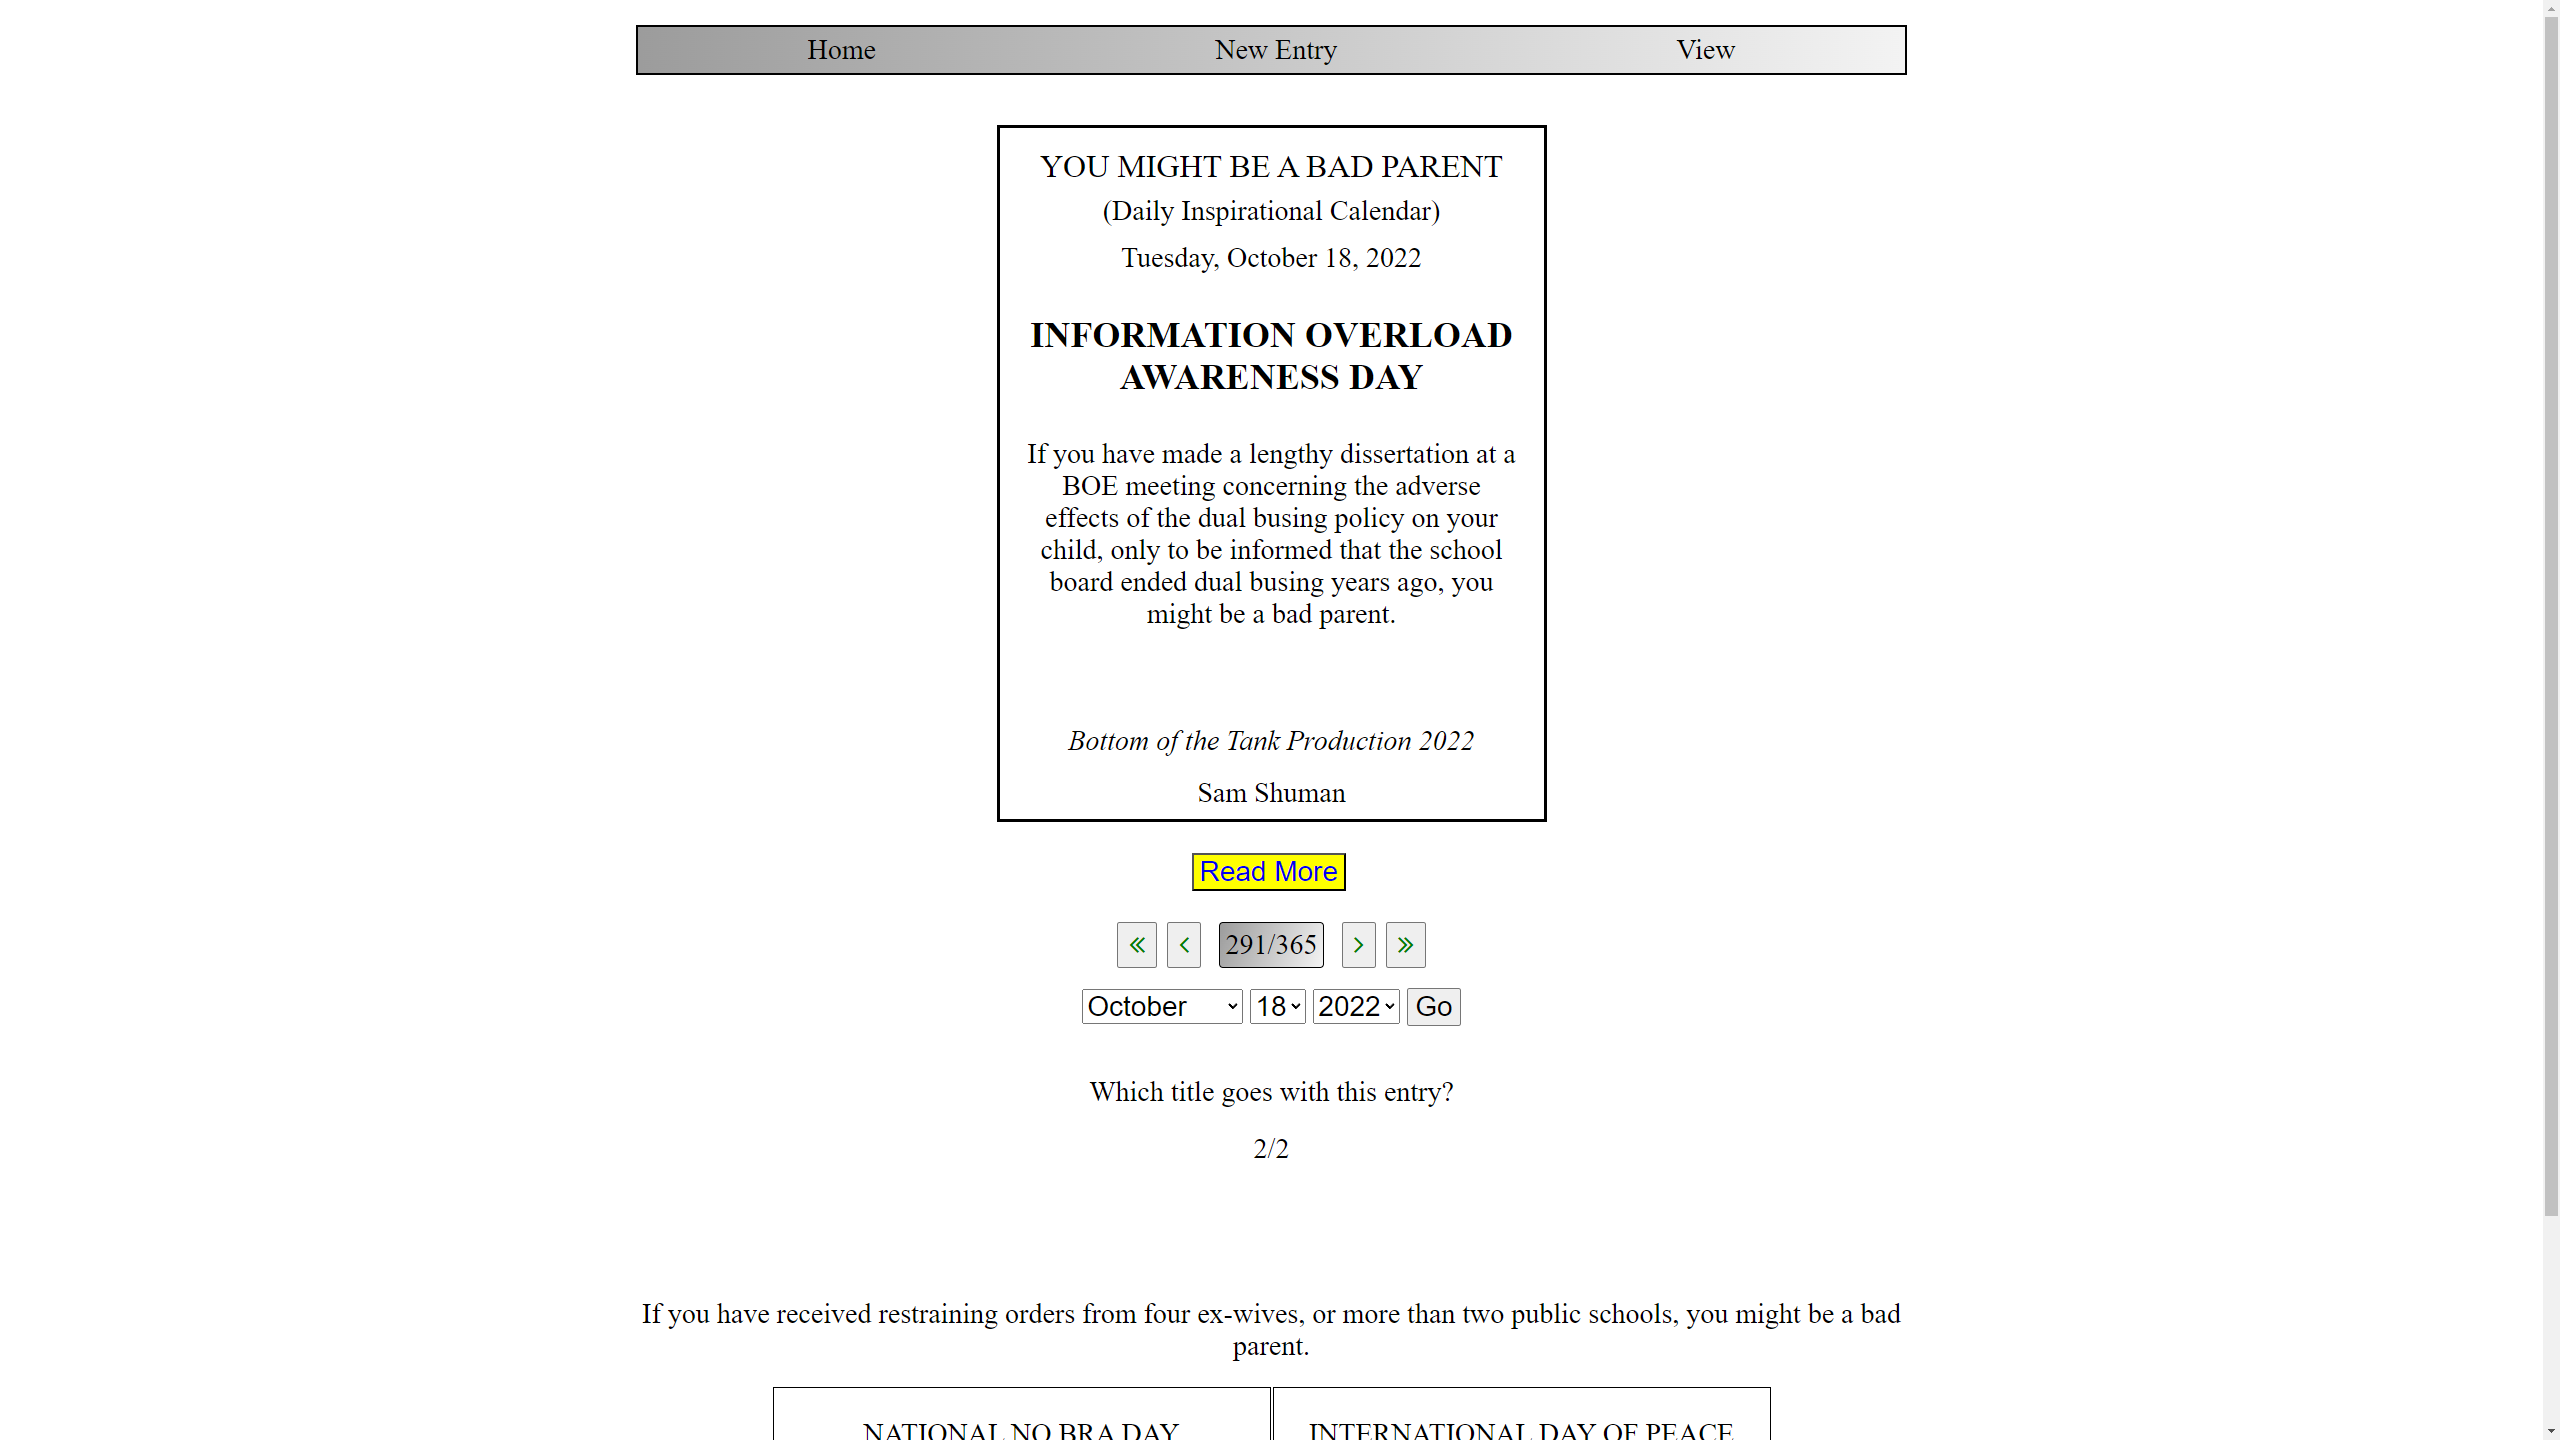 Home New Entry View
YOU MIGHT BE A BAD PARENT
(Daily Inspirational Calendar)
Tuesday, October 18, 2022
INFORMATION OVERLOAD
AWARENESS DAY
If you have made a lengthy dissertation at a
BOE meeting concerning the adverse
effects of the dual busing policy on your
child, only to be informed that the school
board ended dual busing years ago, you
might be a bad parent.
Bottom of the Tank Production 2022
Sam Shuman
Read More
« < 291/365 > »
October 18 2022 Go
Which title goes with this entry?
2/2
If you have received restraining orders from four ex-wives, or more than two public schools, you might be a bad
parent.
NATIONAL NO BRA DAY INTERNATIONAL DAY OF PEACE